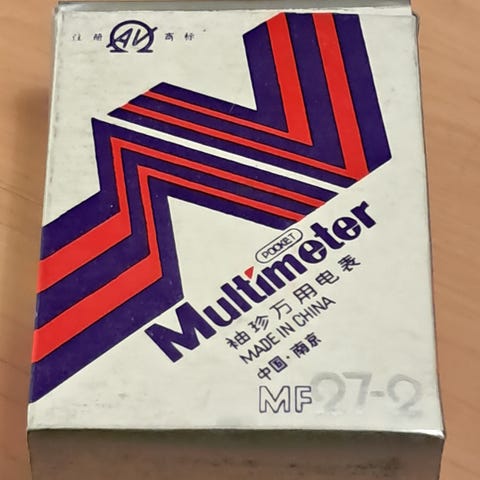 注册 AVΩ 商标
POCKET
Multimeter
袖珍万用电表
MADE IN CHINA
中国·南京
MF27-2